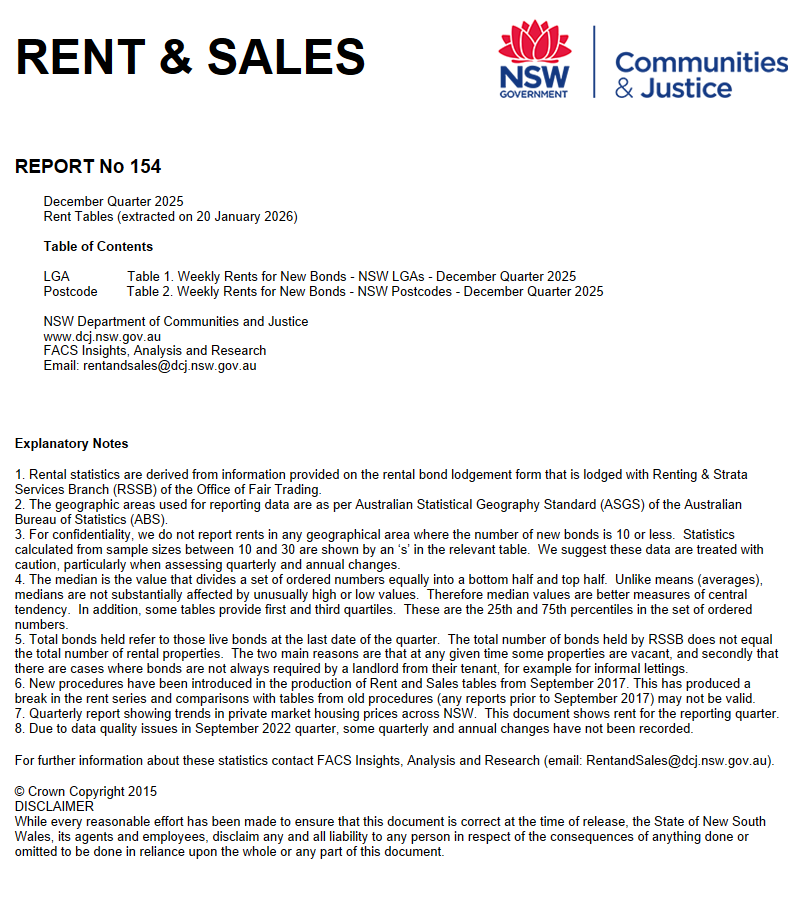 RENT & SALES
NSW
GOVERNMENT
Communities
& Justice
REPORT No 154
December Quarter 2025
Rent Tables (extracted on 20 January 2026)
Table of Contents
LGA Table 1. Weekly Rents for New Bonds - NSW LGAs - December Quarter 2025
Postcode Table 2. Weekly Rents for New Bonds - NSW Postcodes - December Quarter 2025
NSW Department of Communities and Justice
www.dcj.nsw.gov.au
FACS Insights, Analysis and Research
Email: rentandsales@dcj.nsw.gov.au
Explanatory Notes
1. Rental statistics are derived from information provided on the rental bond lodgement form that is lodged with Renting & Strata
Services Branch (RSSB) of the Office of Fair Trading.
2. The geographic areas used for reporting data are as per Australian Statistical Geography Standard (ASGS) of the Australian
Bureau of Statistics (ABS).
3. For confidentiality, we do not report rents in any geographical area where the number of new bonds is 10 or less.  Statistics
calculated from sample sizes between 10 and 30 are shown by an ‘s’ in the relevant table.  We suggest these data are treated with
caution, particularly when assessing quarterly and annual changes.
4. The median is the value that divides a set of ordered numbers equally into a bottom half and top half.  Unlike means (averages),
medians are not substantially affected by unusually high or low values.  Therefore median values are better measures of central
tendency.  In addition, some tables provide first and third quartiles.  These are the 25th and 75th percentiles in the set of ordered
numbers.
5. Total bonds held refer to those live bonds at the last date of the quarter.  The total number of bonds held by RSSB does not equal
the total number of rental properties.  The two main reasons are that at any given time some properties are vacant, and secondly that
there are cases where bonds are not always required by a landlord from their tenant, for example for informal lettings.
6. New procedures have been introduced in the production of Rent and Sales tables from September 2017. This has produced a
break in the rent series and comparisons with tables from old procedures (any reports prior to September 2017) may not be valid.
7. Quarterly report showing trends in private market housing prices across NSW.  This document shows rent for the reporting quarter.
8. Due to data quality issues in September 2022 quarter, some quarterly and annual changes have not been recorded.
For further information about these statistics contact FACS Insights, Analysis and Research (email: RentandSales@dcj.nsw.gov.au).
© Crown Copyright 2015
DISCLAIMER
While every reasonable effort has been made to ensure that this document is correct at the time of release, the State of New South
Wales, its agents and employees, disclaim any and all liability to any person in respect of the consequences of anything done or
omitted to be done in reliance upon the whole or any part of this document.